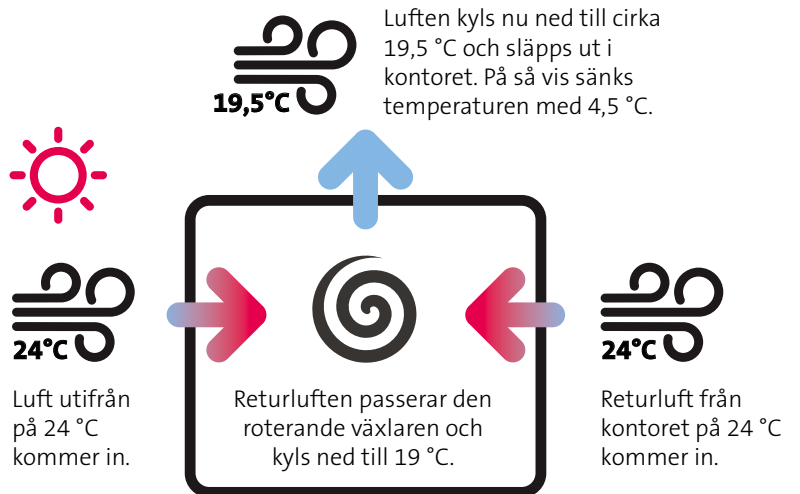 Luften kyls nu ned till cirka
19,5 °C och släpps ut i
kontoret. På så vis sänks
temperaturen med 4,5 °C.
19,5°C
24°C
Luft utifrån
på 24 °C
kommer in.
Returluften passerar den
roterande växlaren och
kyls ned till 19 °C.
24°C
Returluft från
kontoret på 24 °C
kommer in.